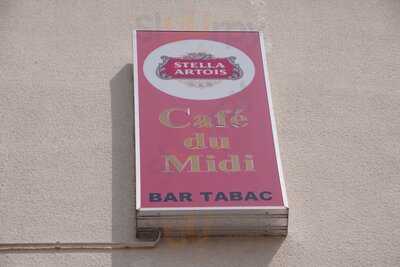 STELLA
ARTOIS
Café
du
Midi
BAR TABAC